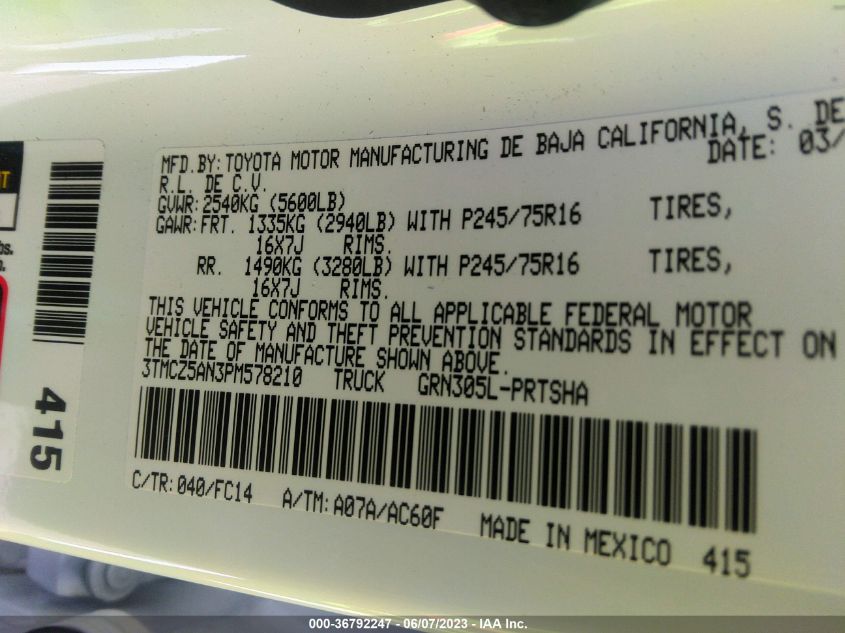 MFD.BY: TOYOTA MOTOR MANUFACTURING DE BAJA CALIFORNIA, S. DE
R.L. DE C.V. DATE: 03/
GVWR: 2540KG (5600LB)
GAWR: FRT. 1335KG (2940LB) WITH P245/75R16 TIRES,
16X7J RIMS.
RR. 1490KG (3280LB) WITH P245/75R16 TIRES,
16X7J RIMS.
THIS VEHICLE CONFORMS TO ALL APPLICABLE FEDERAL MOTOR
VEHICLE SAFETY AND THEFT PREVENTION STANDARDS IN EFFECT ON
THE DATE OF MANUFACTURE SHOWN ABOVE.
3TMCZ5AN3PM578210 TRUCK GRN305L-PRTSHA
C/TR: 040/FC14 A/TM: A07A/AC60F MADE IN MEXICO 415
415
000-36792247 - 06/07/2023 - IAA Inc.